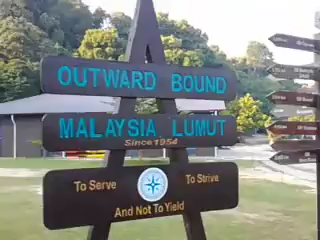 OUTWARD BOUND
MALAYSIA, LUMUT
Since 1954
To Serve To Strive
And Not To Yield